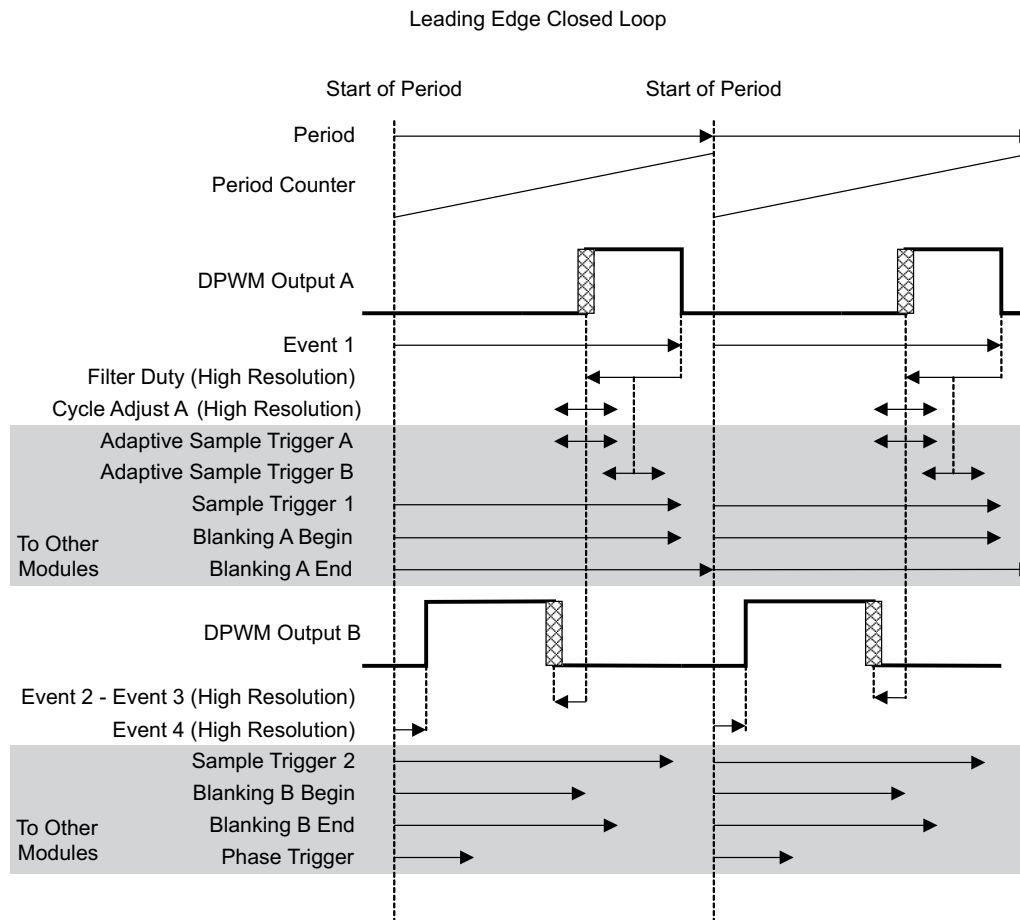 Leading Edge Closed Loop
Start of Period
Start of Period
Period
Period Counter
DPWM Output A
Event 1
Filter Duty (High Resolution)
Cycle Adjust A (High Resolution)
Adaptive Sample Trigger A
Adaptive Sample Trigger B
Sample Trigger 1
Blanking A Begin
To Other
Modules
Blanking A End
DPWM Output B
Event 2 - Event 3 (High Resolution)
Event 4 (High Resolution)
Sample Trigger 2
Blanking B Begin
Blanking B End
To Other
Modules
Phase Trigger